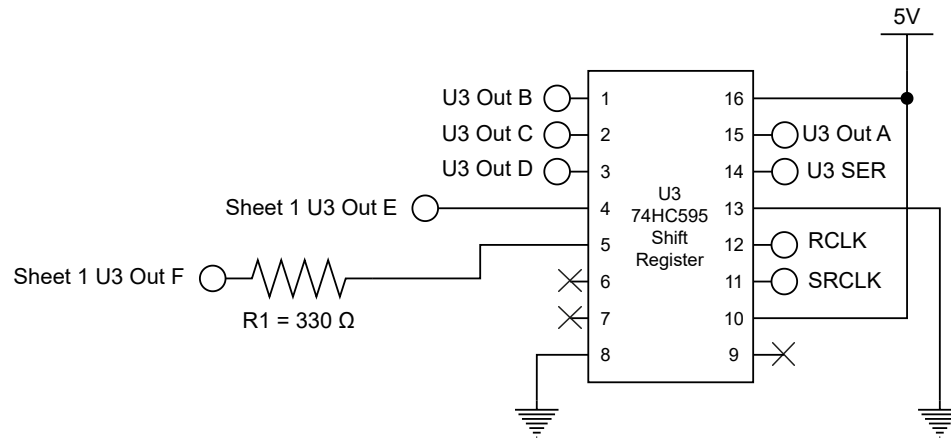 5V
U3 Out B
1
16
U3 Out C
2
15
U3 Out A
U3 Out D
3
14
U3 SER
U3
74HC595
Shift
Register
Sheet 1 U3 Out E
4
13
5
12
RCLK
Sheet 1 U3 Out F
6
11
SRCLK
R1 = 330 Ω
7
10
8
9